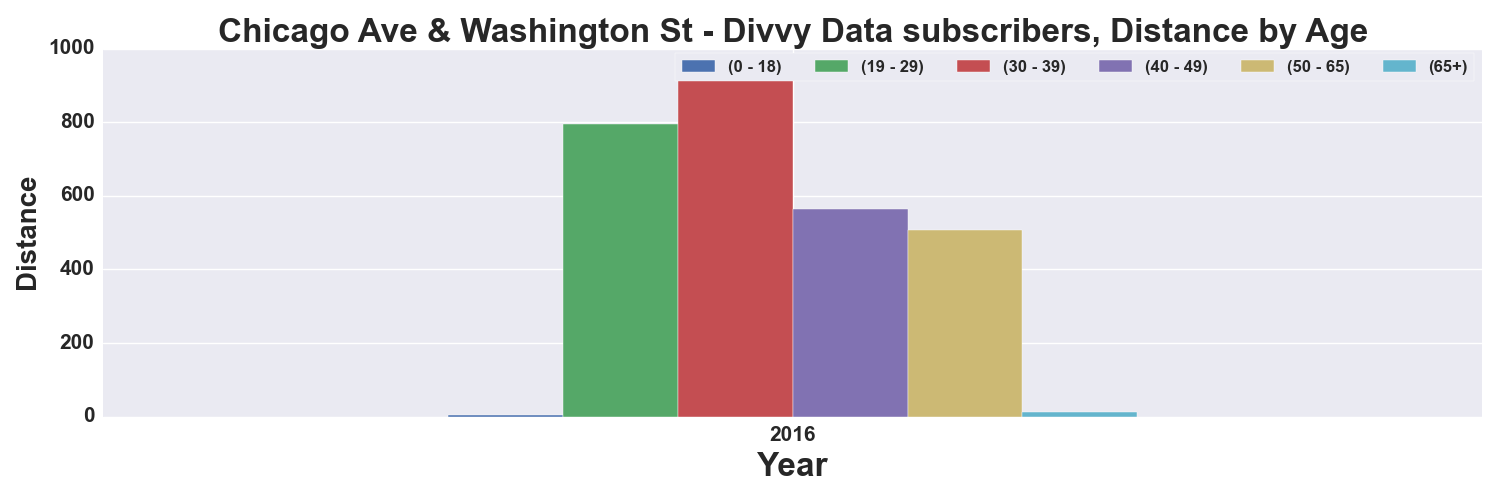 Chicago Ave & Washington St - Divvy Data subscribers, Distance by Age
1000
800
600
400
200
0
Distance
(0 - 18) (19 - 29) (30 - 39) (40 - 49) (50 - 65) (65+)
2016
Year